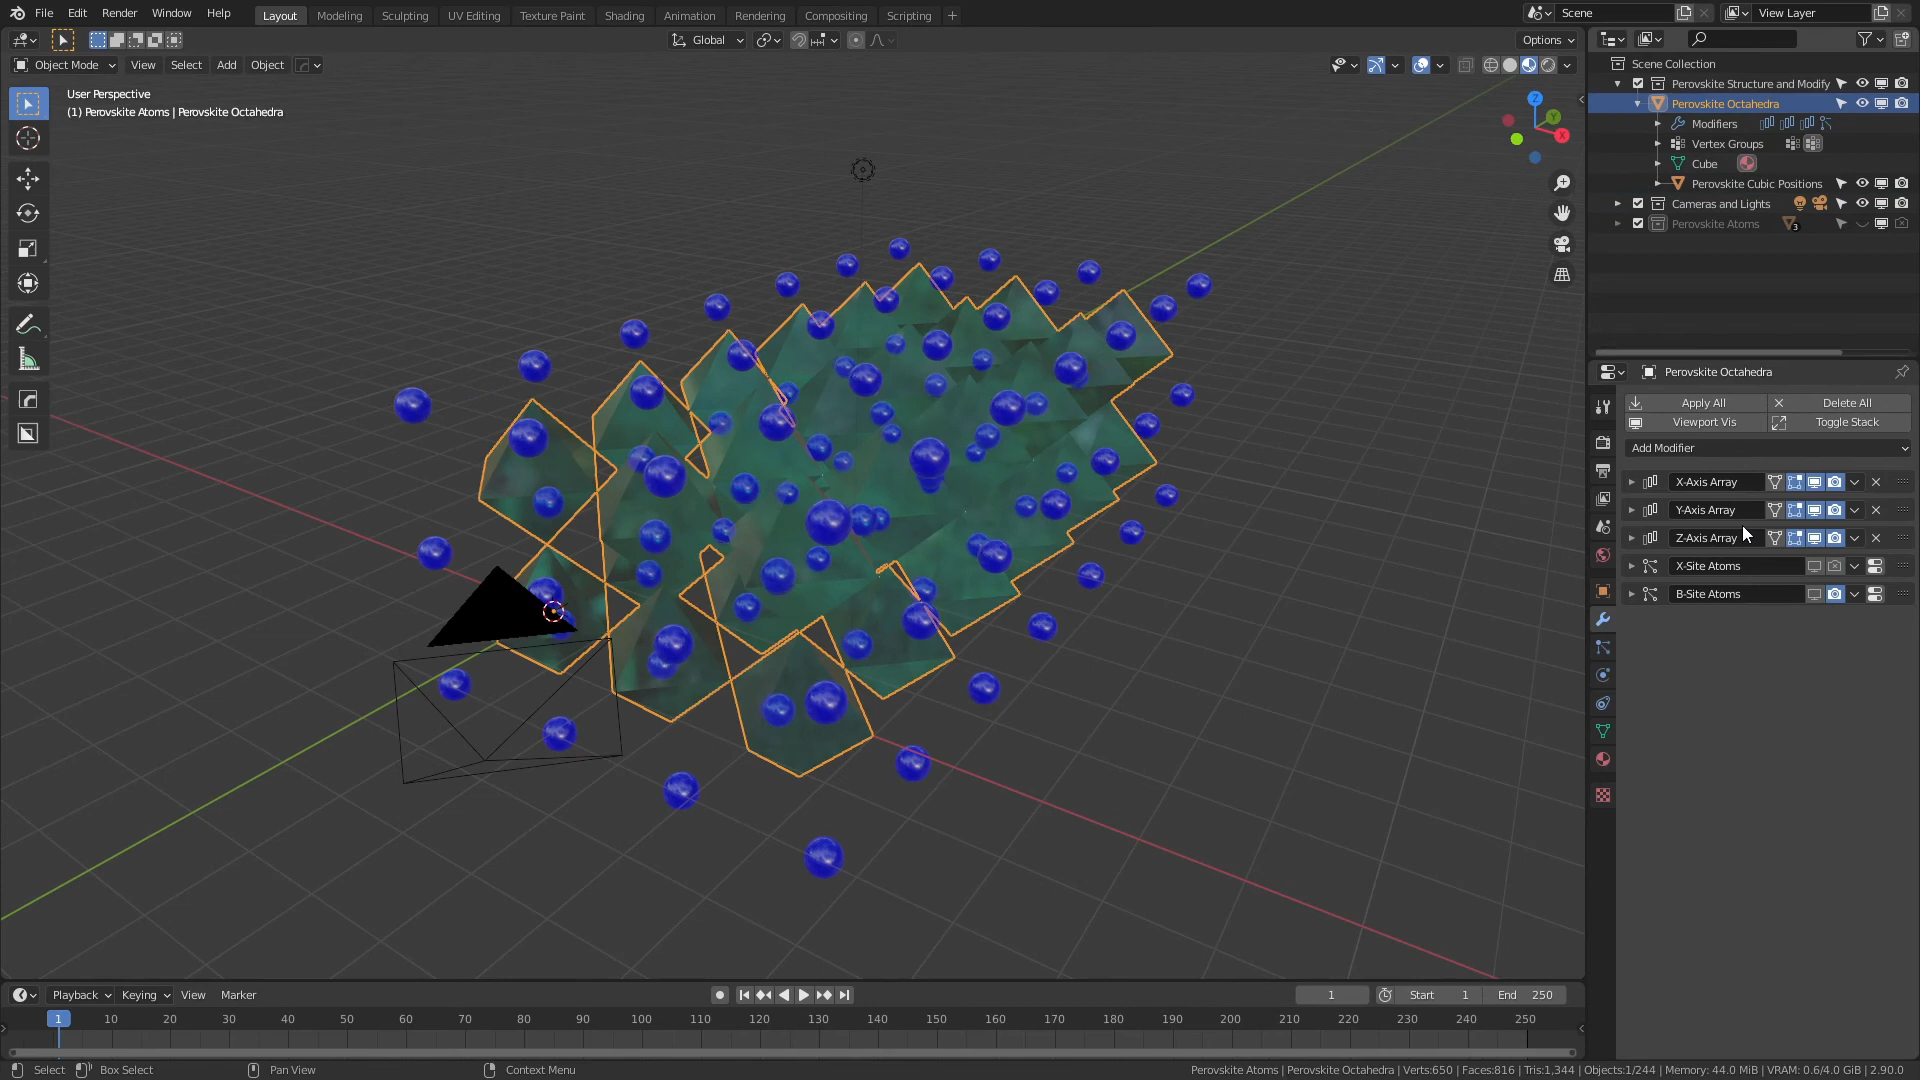 File Edit Render Window Help Layout Modeling Sculpting UV Editing Texture Paint Shading Animation Rendering Compositing Scripting + Scene View Layer
Global Options
Object Mode View Select Add Object
User Perspective
(1) Perovskite Atoms | Perovskite Octahedra
Z
Y
X
Scene Collection
Perovskite Structure and Modify
Perovskite Octahedra
Modifiers
Vertex Groups
Cube
Perovskite Cubic Positions
Cameras and Lights
Perovskite Atoms 3
Perovskite Octahedra
Apply All Delete All
Viewport Vis Toggle Stack
Add Modifier
X-Axis Array
Y-Axis Array
Z-Axis Array
X-Site Atoms
B-Site Atoms
Playback Keying View Marker 1 Start 1 End 250
1 10 20 30 40 50 60 70 80 90 100 110 120 130 140 150 160 170 180 190 200 210 220 230 240 250
Select Box Select Pan View Context Menu Perovskite Atoms | Perovskite Octahedra | Verts:650 | Faces:816 | Tris:1,344 | Objects:1/244 | Memory: 44.0 MiB | VRAM: 0.6/4.0 GiB | 2.90.0